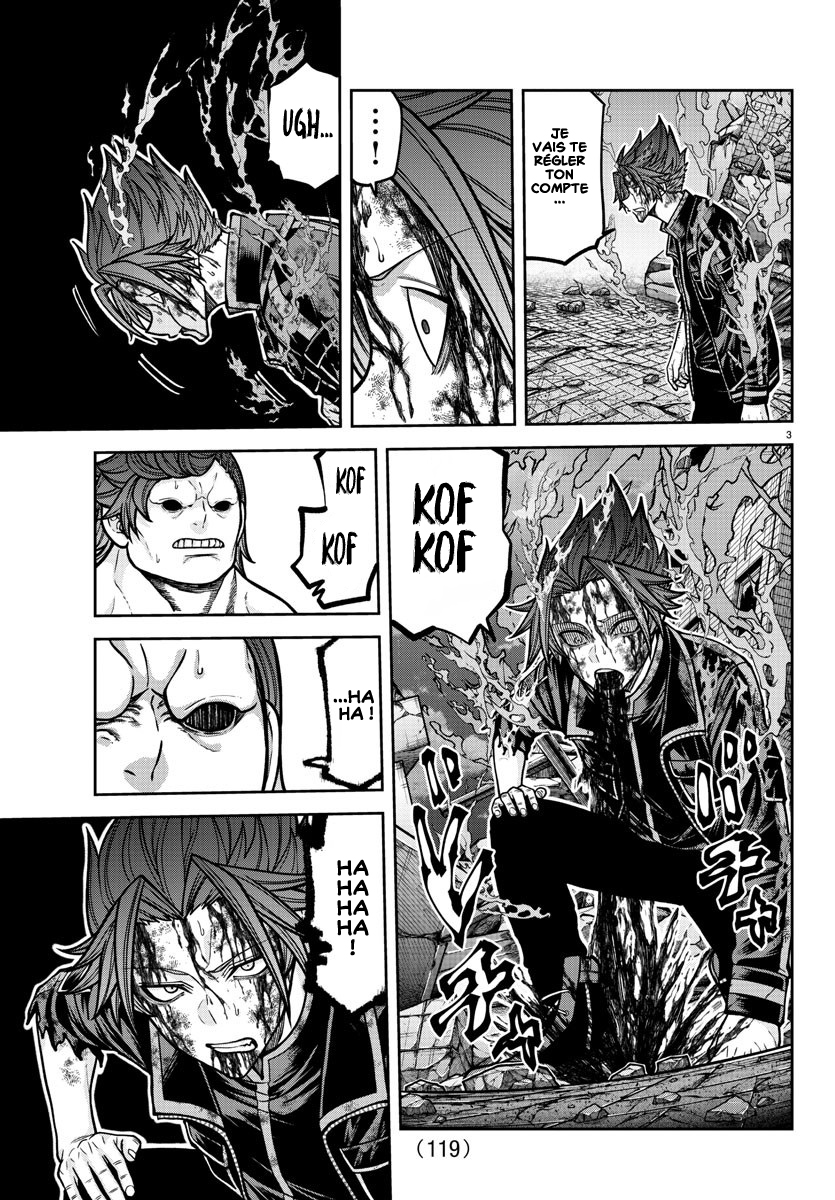 JE
VAIS TE
RÉGLER
TON
COMPTE
...
...!
UGH...
3
KOF
KOF
KOF
KOF
...HA
HA !
HA
HA
HA
HA
!
(119)